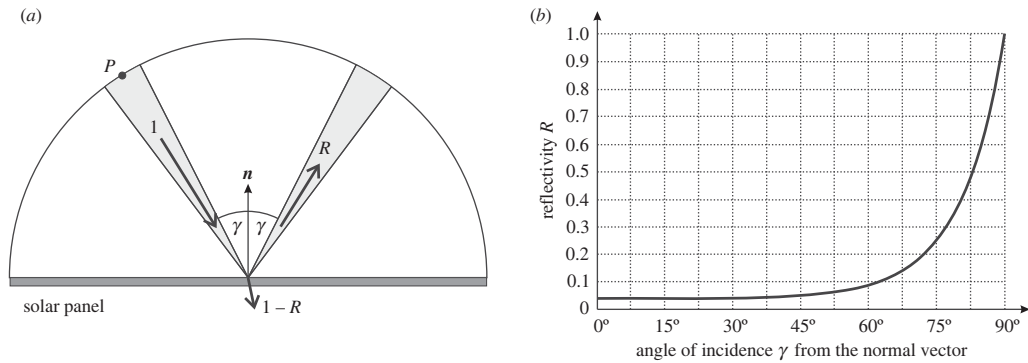 (a)
P
1
R
n
γ γ
1 – R
solar panel
(b)
1.0
0.9
0.8
0.7
0.6
0.5
0.4
0.3
0.2
0.1
0
reflectivity R
0º 15º 30º 45º 60º 75º 90º
angle of incidence γ from the normal vector